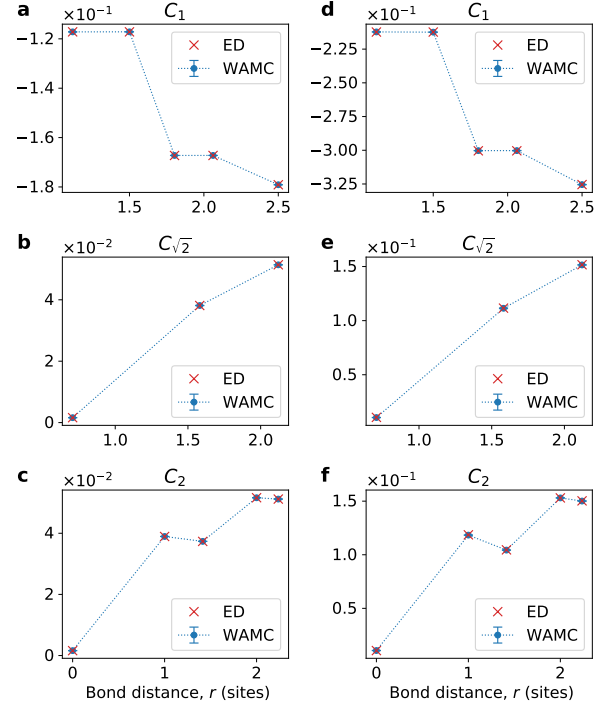 a
×10⁻¹
C₁
−1.2
−1.4
−1.6
−1.8
1.5
2.0
2.5
ED
WAMC
d
×10⁻¹
C₁
−2.25
−2.50
−2.75
−3.00
−3.25
1.5
2.0
2.5
ED
WAMC
b
×10⁻²
C√2
4
2
0
1.0
1.5
2.0
ED
WAMC
e
×10⁻¹
C√2
1.5
1.0
0.5
1.0
1.5
2.0
ED
WAMC
c
×10⁻²
C₂
4
2
0
0
1
2
ED
WAMC
Bond distance, r (sites)
f
×10⁻¹
C₂
1.5
1.0
0.5
0
1
2
ED
WAMC
Bond distance, r (sites)